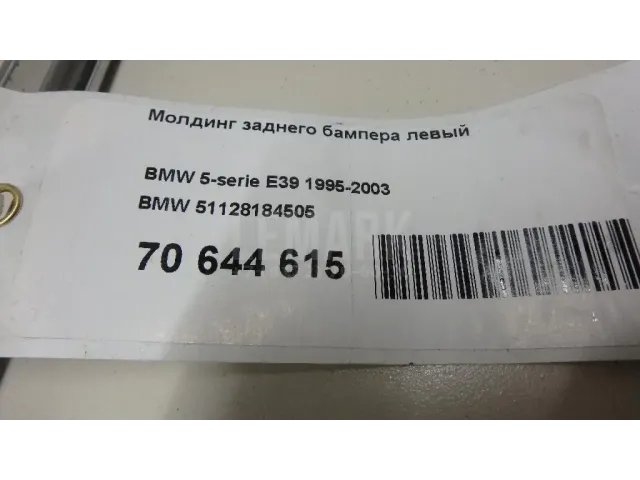 Молдинг заднего бампера левый
BMW 5-serie E39 1995-2003
BMW 51128184505
70 644 615